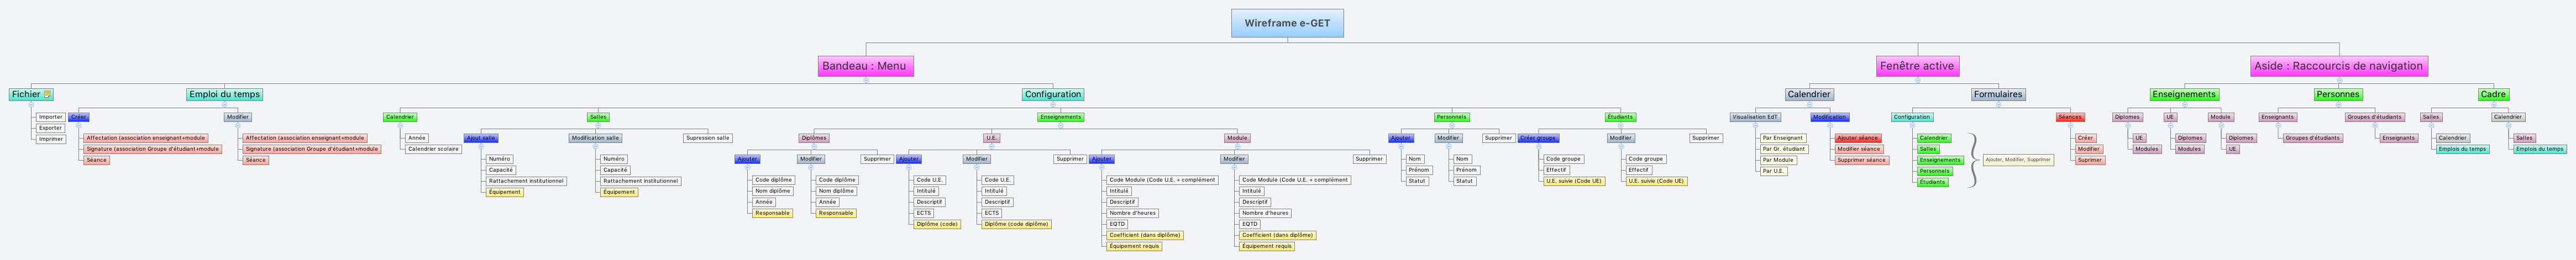 Wireframe e-GET
Bandeau : Menu
Fichier
Importer
Exporter
Imprimer
Emploi du temps
Créer
Affectation (association enseignant+module
Signature (association Groupe d'étudiant+module
Séance
Modifier
Affectation (association enseignant+module
Signature (association Groupe d'étudiant+module
Séance
Configuration
Calendrier
Année
Calendrier scolaire
Salles
Ajout salle
Numéro
Capacité
Rattachement institutionnel
Équipement
Modification salle
Numéro
Capacité
Rattachement institutionnel
Équipement
Supression salle
Enseignements
Diplômes
Ajouter
Code diplôme
Nom diplôme
Année
Responsable
Modifier
Code diplôme
Nom diplôme
Année
Responsable
Supprimer
U.E.
Ajouter
Code U.E.
Intitulé
Descriptif
ECTS
Diplôme (code)
Modifier
Code U.E.
Intitulé
Descriptif
ECTS
Diplôme (code diplôme)
Supprimer
Module
Ajouter
Code Module (Code U.E. + complément
Intitulé
Descriptif
Nombre d'heures
EQTD
Coefficient (dans diplôme)
Équipement requis
Modifier
Code Module (Code U.E. + complément
Intitulé
Descriptif
Nombre d'heures
EQTD
Coefficient (dans diplôme)
Équipement requis
Supprimer
Personnels
Ajouter
Nom
Prénom
Statut
Modifier
Nom
Prénom
Statut
Supprimer
Étudiants
Créer groupe
Code groupe
Effectif
U.E. suivie (Code UE)
Modifier
Code groupe
Effectif
U.E. suivie (Code UE)
Supprimer
Fenêtre active
Calendrier
Visualisation EdT
Par Enseignant
Par Gr. étudiant
Par Module
Par U.E.
Modification
Ajouter séance
Modifier séance
Supprimer séance
Formulaires
Configuration
Calendrier
Salles
Enseignements
Personnels
Étudiants
Ajouter, Modifier, Supprimer
Séances
Créer
Modifier
Suprimer
Aside : Raccourcis de navigation
Enseignements
Diplomes
UE
Modules
UE
Diplomes
Modules
Module
Diplomes
UE
Personnes
Enseignants
Groupes d'étudiants
Groupes d'étudiants
Enseignants
Cadre
Salles
Calendrier
Emplois du temps
Calendrier
Salles
Emplois du temps